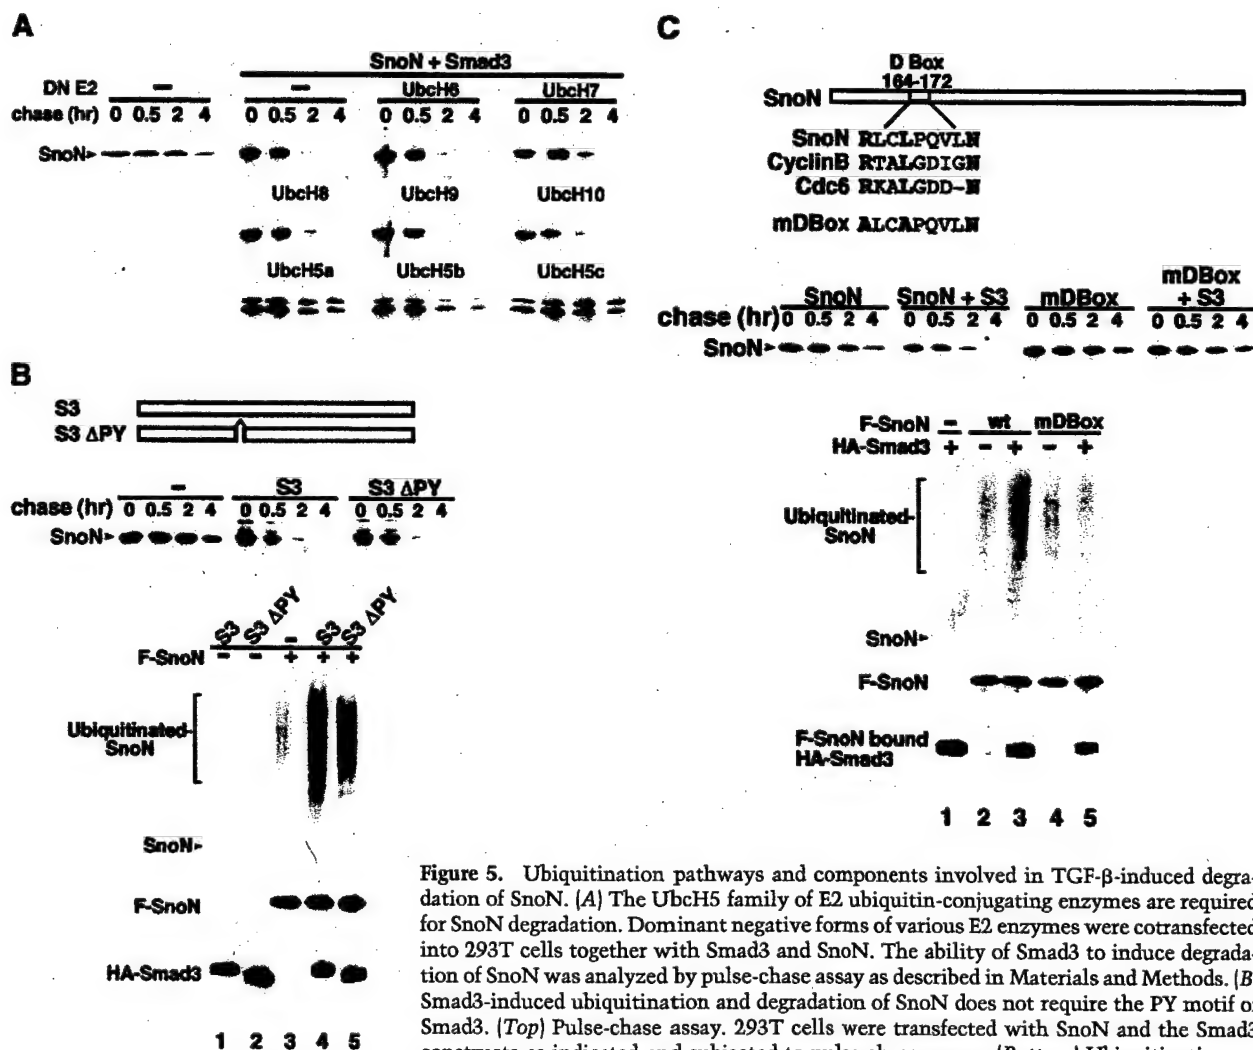 A
SnoN + Smad3
DN E2 – – UbcH6 UbcH7
chase (hr) 0 0.5 2 4 0 0.5 2 4 0 0.5 2 4 0 0.5 2 4
SnoN
UbcH8 UbcH9 UbcH10
UbcH5a UbcH5b UbcH5c
B
S3
S3 ΔPY
– S3 S3 ΔPY
chase (hr) 0 0.5 2 4 0 0.5 2 4 0 0.5 2 4
SnoN
S3 S3 ΔPY – S3 S3 ΔPY
F-SnoN – – + + +
Ubiquitinated-
SnoN
SnoN
F-SnoN
HA-Smad3
1 2 3 4 5
C
D Box
164-172
SnoN
SnoN RLCLPQVLN
CyclinB RTALGDIGN
Cdc6 RKALGDD-N
mDBox ALCAPQVLN
SnoN SnoN + S3 mDBox mDBox
+ S3
chase (hr) 0 0.5 2 4 0 0.5 2 4 0 0.5 2 4 0 0.5 2 4
SnoN
F-SnoN – wt mDBox
HA-Smad3 + – + – +
Ubiquitinated-
SnoN
SnoN
F-SnoN
F-SnoN bound
HA-Smad3
1 2 3 4 5
Figure 5. Ubiquitination pathways and components involved in TGF-β-induced degra-
dation of SnoN. (A) The UbcH5 family of E2 ubiquitin-conjugating enzymes are required
for SnoN degradation. Dominant negative forms of various E2 enzymes were cotransfected
into 293T cells together with Smad3 and SnoN. The ability of Smad3 to induce degrada-
tion of SnoN was analyzed by pulse-chase assay as described in Materials and Methods. (B
Smad3-induced ubiquitination and degradation of SnoN does not require the PY motif o
Smad3. (Top) Pulse-chase assay. 293T cells were transfected with SnoN and the Smad3